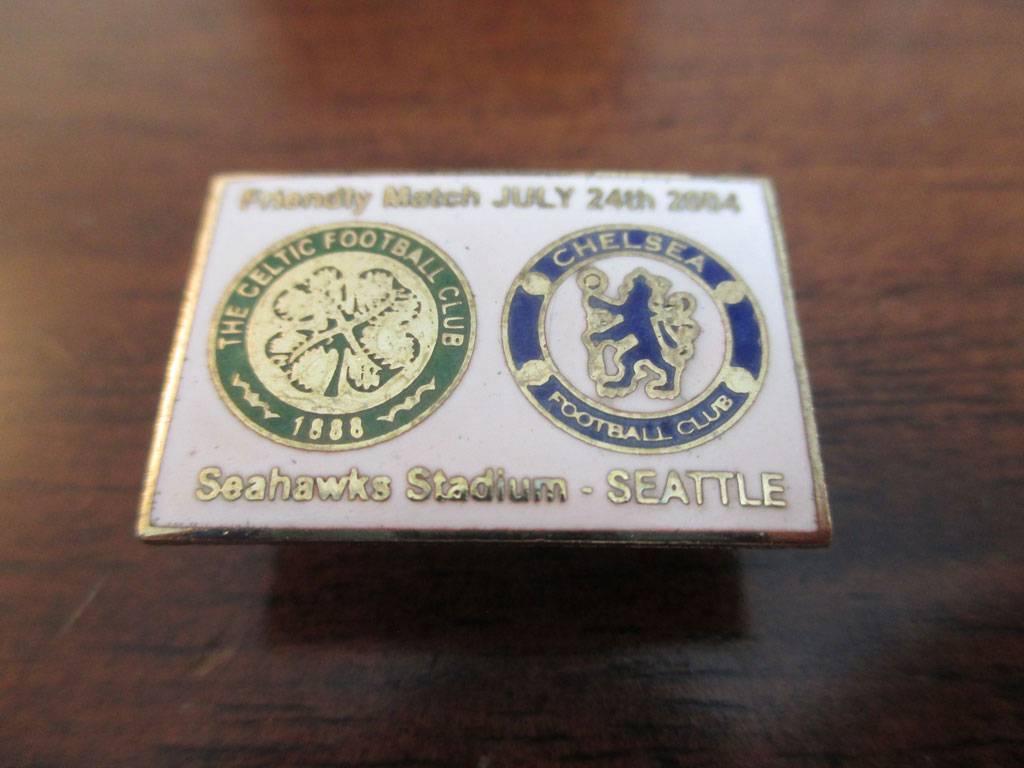 Friendly Match JULY 24th 2004
THE CELTIC FOOTBALL CLUB
1888
CHELSEA
FOOTBALL CLUB
Seahawks Stadium - SEATTLE